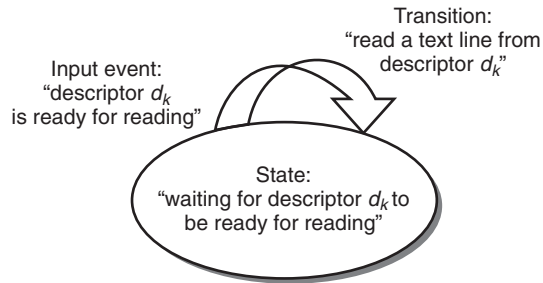 Transition:
“read a text line from
descriptor dk”
Input event:
“descriptor dk
is ready for reading”
State:
“waiting for descriptor dk to
be ready for reading”